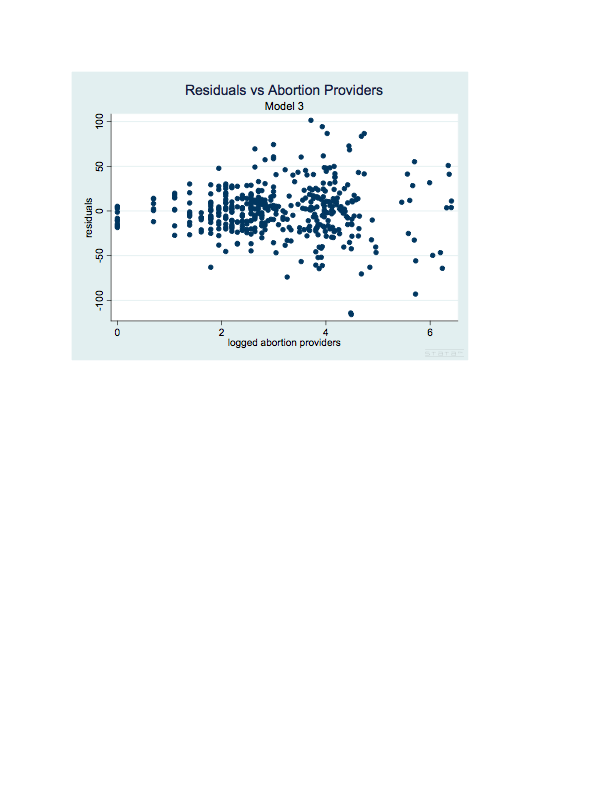 Residuals vs Abortion Providers
Model 3
100
50
0
-50
-100
residuals
0 2 4 6
logged abortion providers